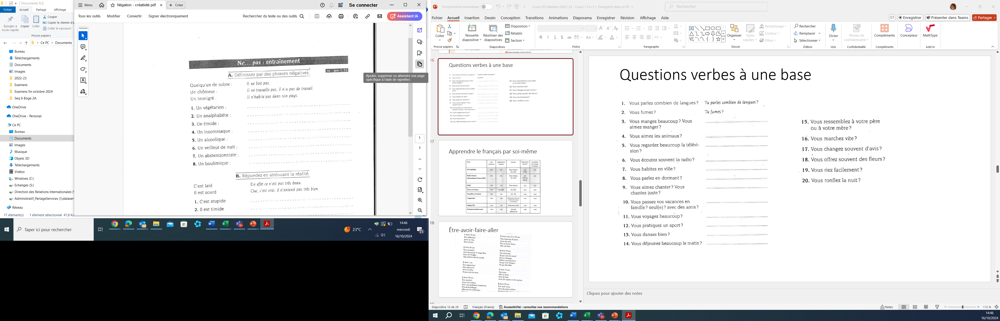 Documents FLE
Fichier Accueil Partage Affichage
Épingler à Accès rapide
Copier
Coller
Couper
Copier le chemin d'a
Coller le raccourci
Presse-papiers
Ce PC > Documents
Bureau
Téléchargements
Documents
Images
2022-23
Examens
Examens fin octobre 2024
Seq 6 Boge 2A
OneDrive
OneDrive - Personal
Ce PC
Bureau
Documents
Images
Musique
Objets 3D
Téléchargements
Vidéos
Windows (C:)
Echanges (S:)
Direction des Relations Internationales (
Administratif_PartageServices (\\dataser
Réseau
17 élément(s) 1 élément sélectionné 47,8 Ko
Menu
Négation - créativité.pdf
Créer
Se connecter
Tous les outils Modifier Convertir Signer électroniquement
Rechercher du texte ou des outils
Assistant IA
Ne... pas : entraînement
ne... pas 7, 15
A. Définissez par des phrases négatives.
Quelqu'un de sobre : Il ne boit pas.
Un chômeur : Il ne travaille pas, il n'a pas de travail.
Un immigré : Il n'habite pas dans son pays.
1. Un végétarien :
2. Un analphabète :
3. Un timide :
4. Un insomniaque :
5. Un alcoolique :
6. Un veilleur de nuit :
7. Un abstentionniste :
8. Un boulimique :
B. Répondez en atténuant la réalité.
C'est laid En effet ce n'est pas très beau.
Il est sourd Oui, c'est vrai, il n'entend pas très bien.
1. C'est stupide
2. Il est timide
Ajouter, supprimer ou atteindre une page
spécifique à l'aide de vignettes
1
1
Taper ici pour rechercher
9+
23°C
14:46
mercredi
16/10/2024
23
Enregistrement automatique
Cours FLE Masters-2022-23 - Cours 1+2+3 • Enregistré dans ce PC
Rechercher
Fichier Accueil Insertion Dessin Conception Transitions Animations Diaporama Enregistrer Révision Affichage Aide
Enregistrer
Présenter dans Teams
Partager
Coller
Presse-papiers
Nouvelle diapositive
Réutiliser des diapositives
Disposition
Rétablir
Section
Diapositives
G I S S ab AV Aa A
Police
Paragraphe
Organiser
Styles rapides
Remplissage
Contour
Effets
Dessin
Rechercher
Remplacer
Sélectionner
Édition
Dicter
Voix
Niveau de confidentialité
Confidentialité
Compléments
Compléments
Concepteur
MathType
Add-in
16
Questions verbes à une base
17
Apprendre le français par soi-même
18
Être-avoir-faire-aller
Questions verbes à une base
1. Vous parlez combien de langues? Tu parles combien de langues?
2. Vous fumez? Tu fumes?
3. Vous mangez beaucoup? Vous
aimez manger?
4. Vous aimez les animaux?
5. Vous regardez beaucoup la télévi-
sion?
6. Vous écoutez souvent la radio?
7. Vous habitez en ville?
8. Vous parlez en dormant?
9. Vous aimez chanter? Vous
chantez juste?
10. Vous passez vos vacances en
famille? seul(e)? avec des amis?
11. Vous voyagez beaucoup?
12. Vous pratiquez un sport?
13. Vous dansez bien?
14. Vous déjeunez beaucoup le matin?
15. Vous ressemblez à votre père
ou à votre mère?
16. Vous marchez vite?
17. Vous changez souvent d'avis?
18. Vous offrez souvent des fleurs?
19. Vous riez facilement?
20. Vous ronflez la nuit?
Cliquez pour ajouter des notes
Diapositive 16 de 29 Français (France) Accessibilité : consultez nos recommandations
Notes
113 %
9+
14:46
16/10/2024